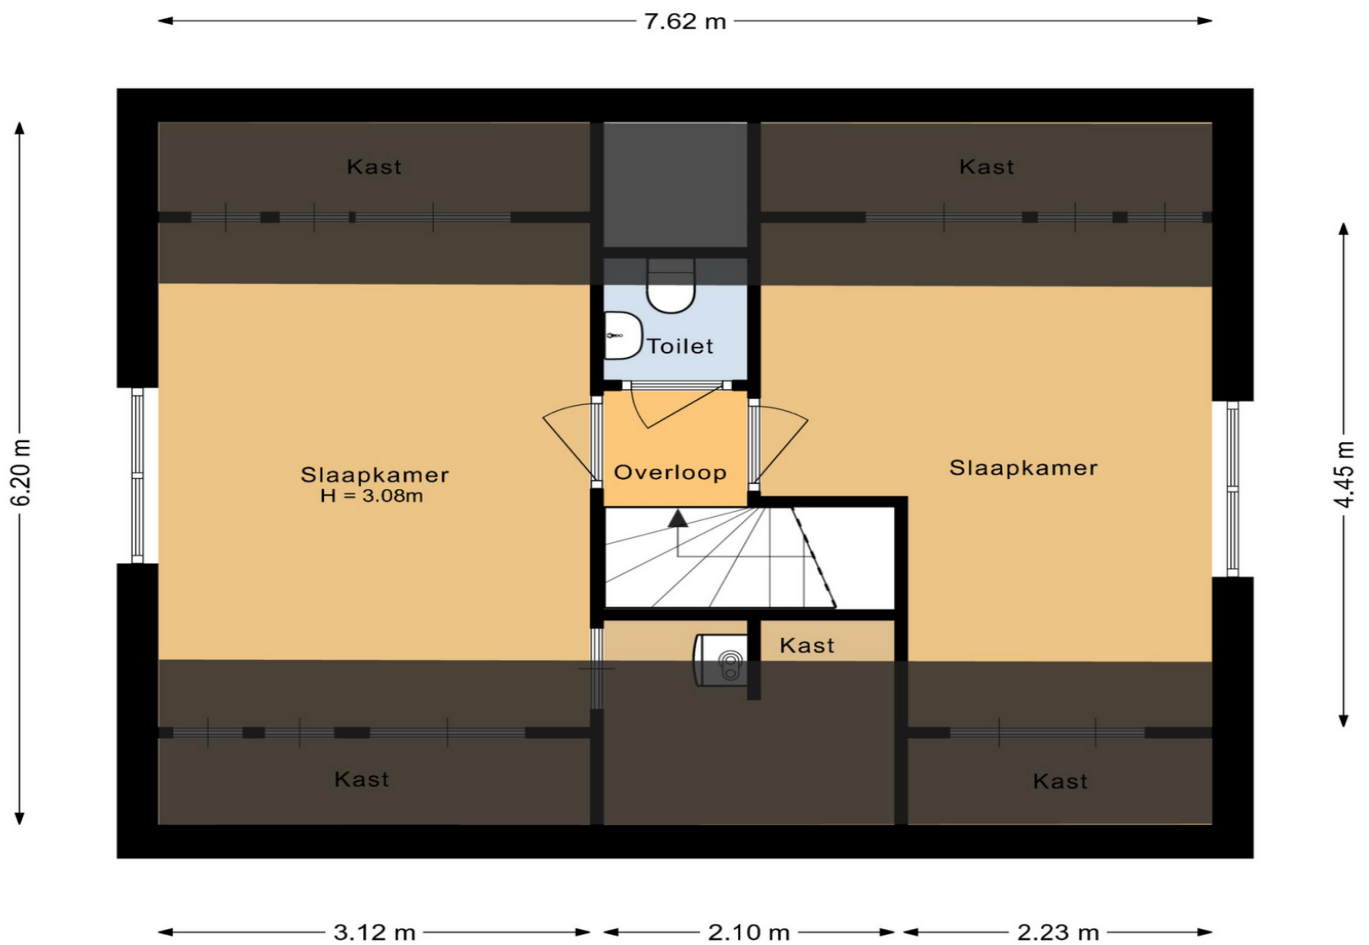 7.62 m
Kast
Kast
6.20 m
4.45 m
Toilet
Overloop
Slaapkamer
H = 3.08m
Slaapkamer
Kast
Kast
Kast
3.12 m
2.10 m
2.23 m